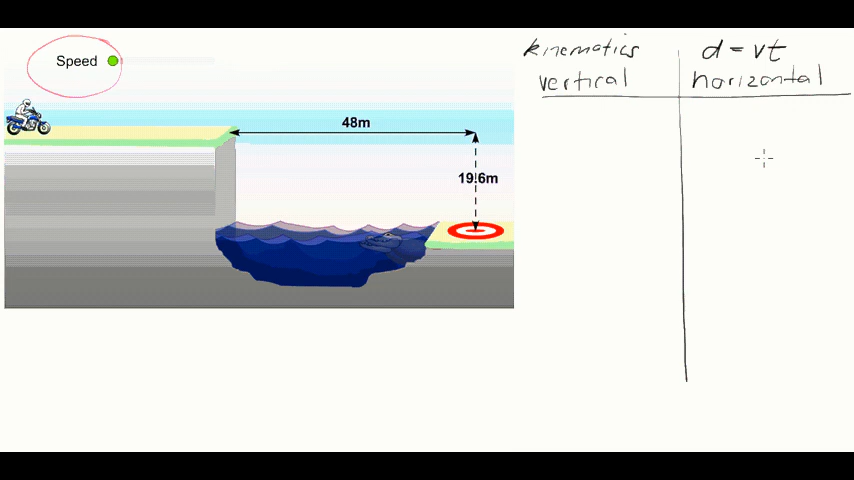 Speed
48m
19.6m
kinematics
vertical
d = vt
horizontal